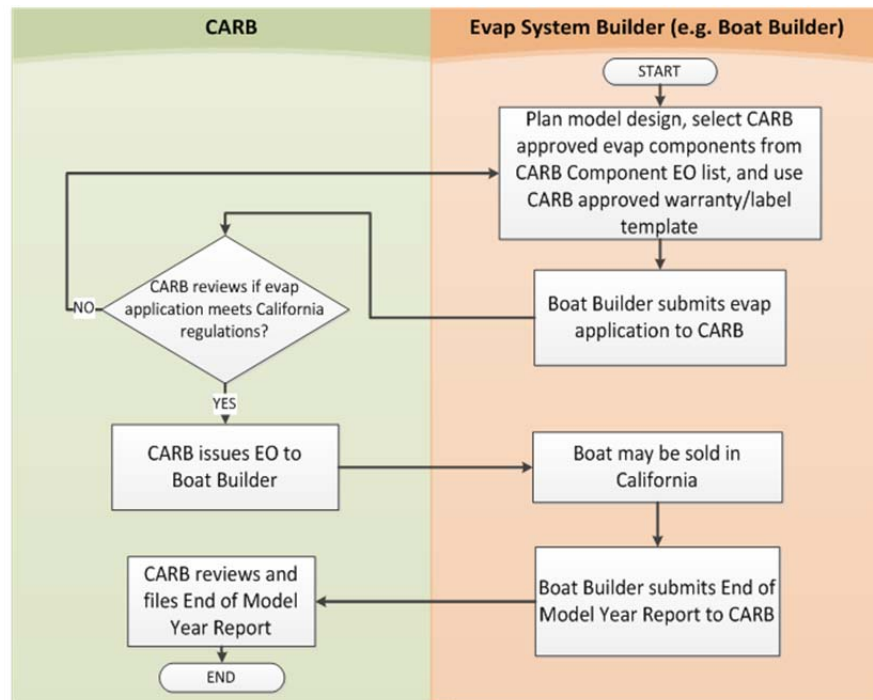 CARB
Evap System Builder (e.g. Boat Builder)
START
Plan model design, select CARB
approved evap components from
CARB Component EO list, and use
CARB approved warranty/label
template
CARB reviews if evap
application meets California
regulations?
NO
Boat Builder submits evap
application to CARB
YES
CARB issues EO to
Boat Builder
Boat may be sold in
California
Boat Builder submits End of
Model Year Report to CARB
CARB reviews and
files End of Model
Year Report
END